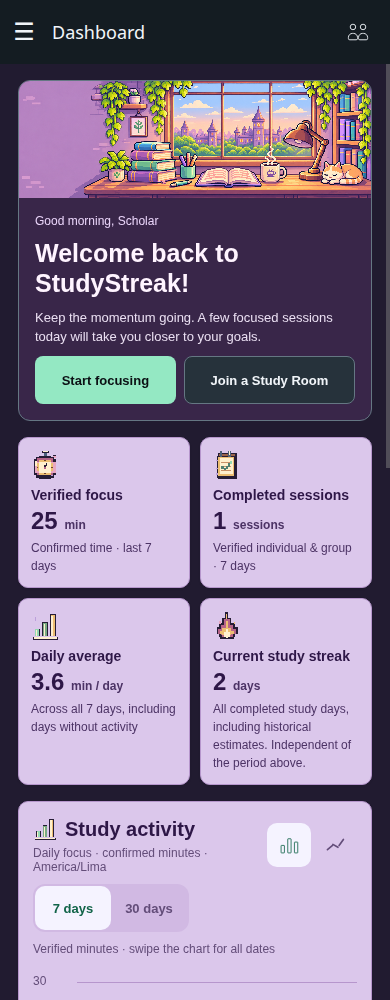 Dashboard
Good morning, Scholar
Welcome back to
StudyStreak!
Keep the momentum going. A few focused sessions
today will take you closer to your goals.
Start focusing
Join a Study Room
Verified focus
25 min
Confirmed time · last 7
days
Completed sessions
1 sessions
Verified individual & group
· 7 days
Daily average
3.6 min / day
Across all 7 days, including
days without activity
Current study streak
2 days
All completed study days,
including historical
estimates. Independent of
the period above.
Study activity
Daily focus · confirmed minutes ·
America/Lima
7 days
30 days
Verified minutes · swipe the chart for all dates
30